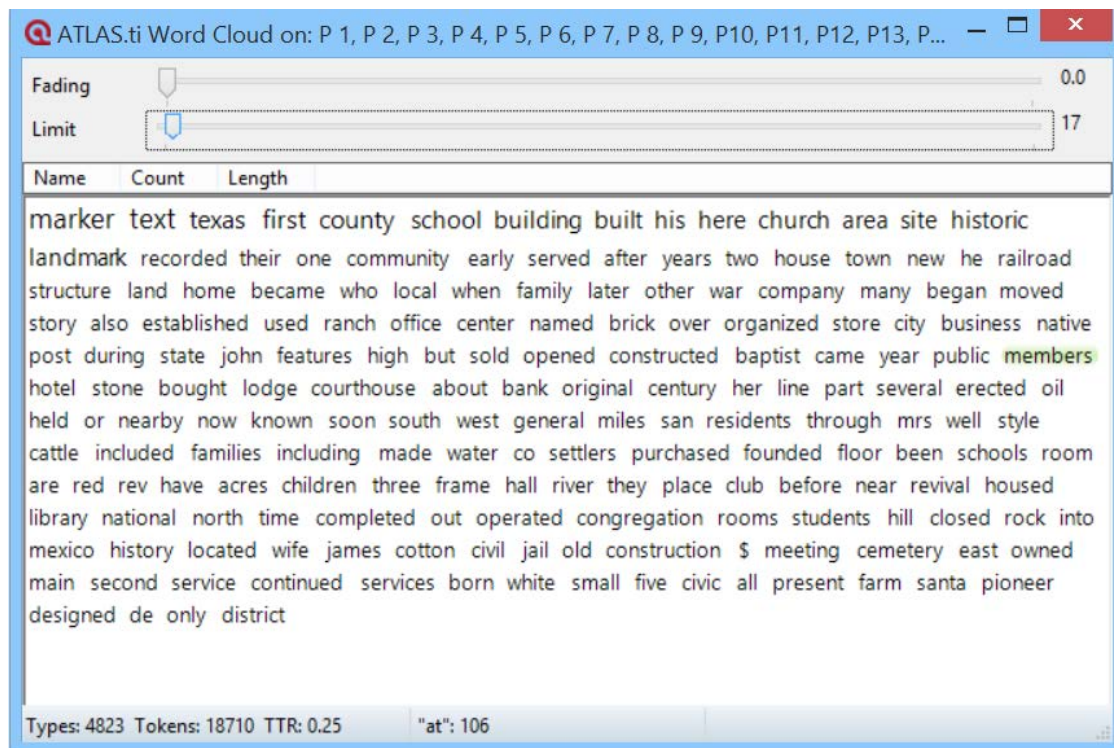 ATLAS.ti Word Cloud on: P 1, P 2, P 3, P 4, P 5, P 6, P 7, P 8, P 9, P10, P11, P12, P13, P...
Fading 0.0
Limit 17
Name Count Length
marker text texas first county school building built his here church area site historic
landmark recorded their one community early served after years two house town new he railroad
structure land home became who local when family later other war company many began moved
story also established used ranch office center named brick over organized store city business native
post during state john features high but sold opened constructed baptist came year public members
hotel stone bought lodge courthouse about bank original century her line part several erected oil
held or nearby now known soon south west general miles san residents through mrs well style
cattle included families including made water co settlers purchased founded floor been schools room
are red rev have acres children three frame hall river they place club before near revival housed
library national north time completed out operated congregation rooms students hill closed rock into
mexico history located wife james cotton civil jail old construction $ meeting cemetery east owned
main second service continued services born white small five civic all present farm santa pioneer
designed de only district
Types: 4823 Tokens: 18710 TTR: 0.25 "at": 106